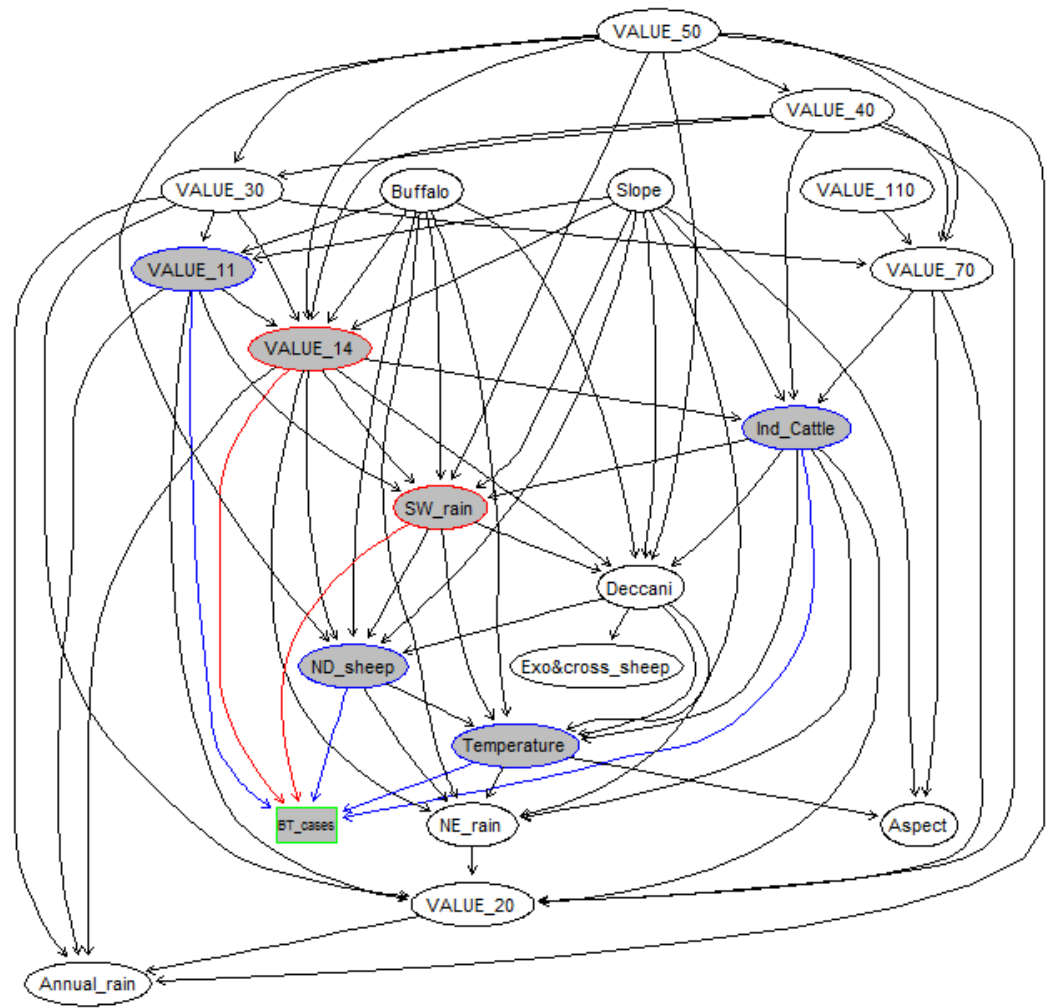 VALUE_50
VALUE_40
VALUE_30
Buffalo
Slope
VALUE_110
VALUE_11
VALUE_70
VALUE_14
Ind_Cattle
SW_rain
Deccani
ND_sheep
Exo&cross_sheep
Temperature
BT_cases
NE_rain
Aspect
VALUE_20
Annual_rain